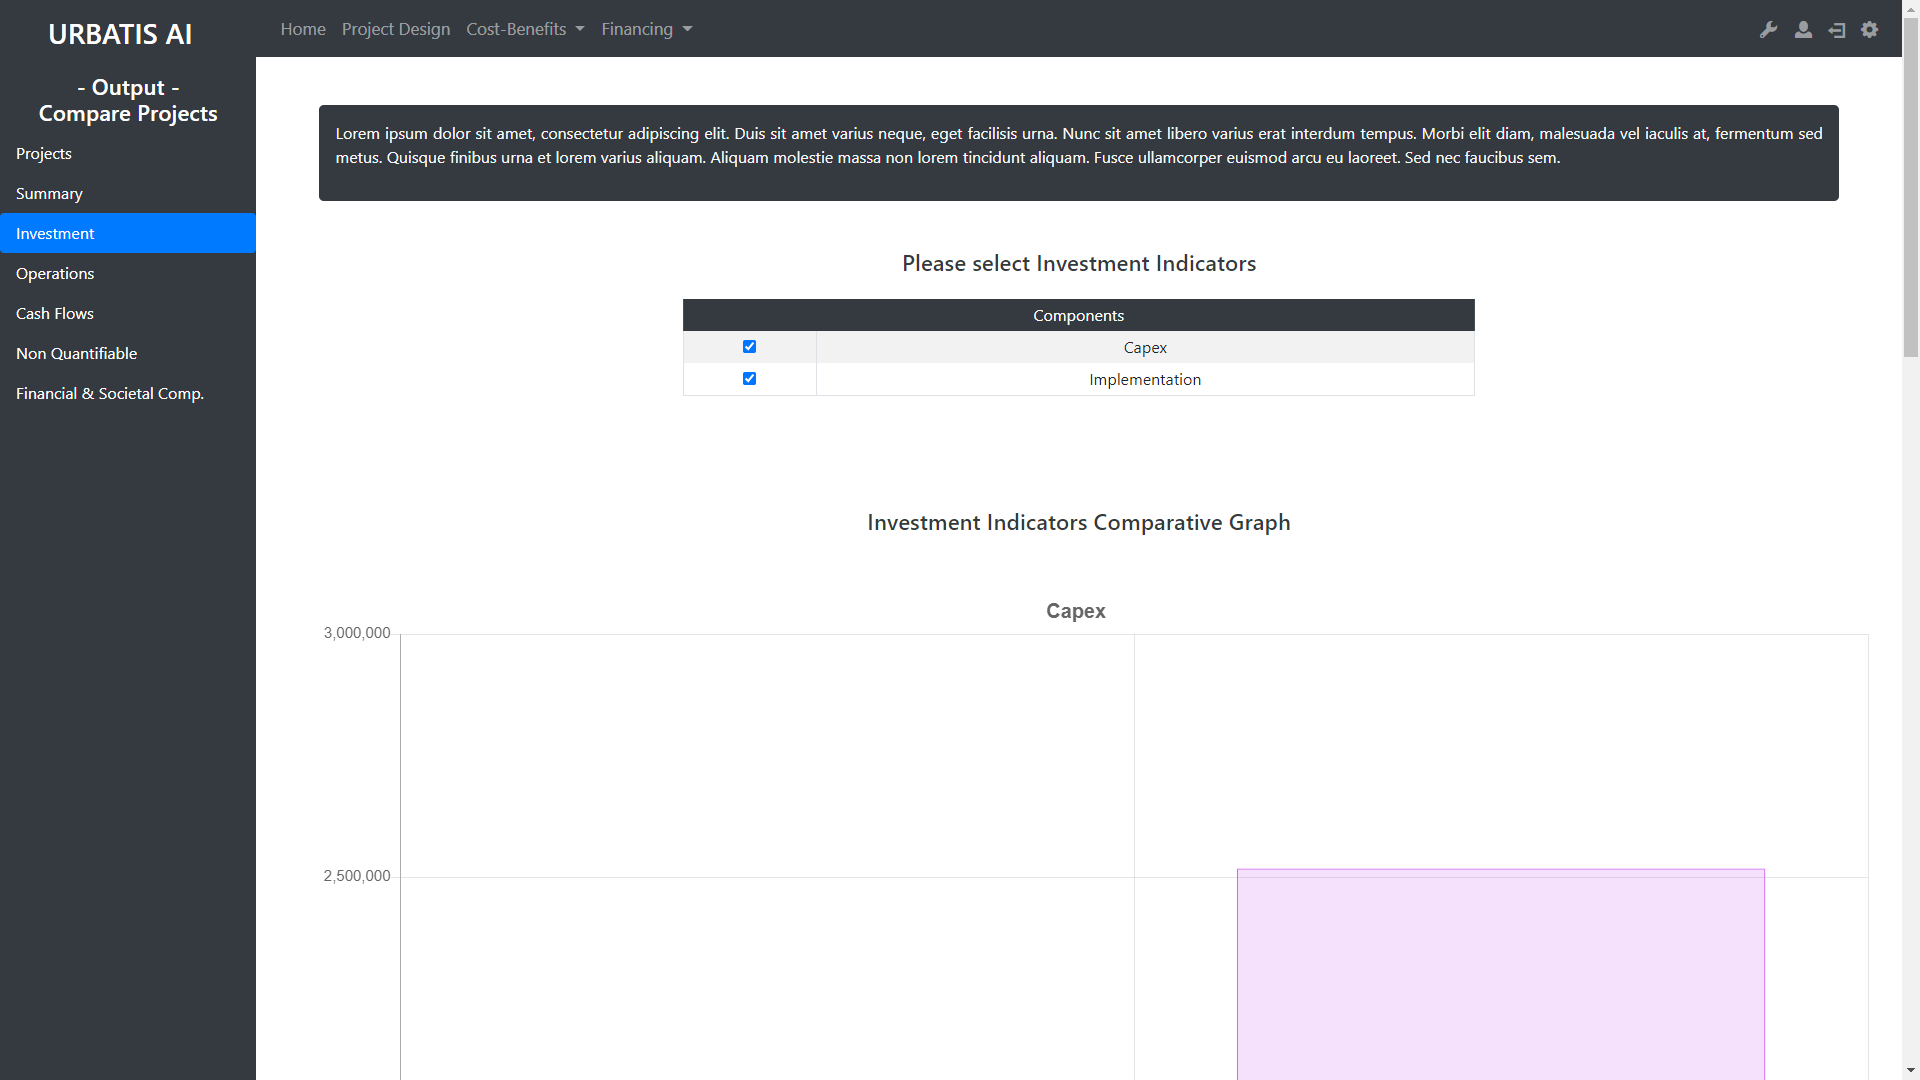 URBATIS AI
Home Project Design Cost-Benefits Financing
- Output -
Compare Projects
Projects
Summary
Investment
Operations
Cash Flows
Non Quantifiable
Financial & Societal Comp.
Lorem ipsum dolor sit amet, consectetur adipiscing elit. Duis sit amet varius neque, eget facilisis urna. Nunc sit amet libero varius erat interdum tempus. Morbi elit diam, malesuada vel iaculis at, fermentum sed
metus. Quisque finibus urna et lorem varius aliquam. Aliquam molestie massa non lorem tincidunt aliquam. Fusce ullamcorper euismod arcu eu laoreet. Sed nec faucibus sem.
Please select Investment Indicators
Components
Capex
Implementation
Investment Indicators Comparative Graph
Capex
3,000,000
2,500,000